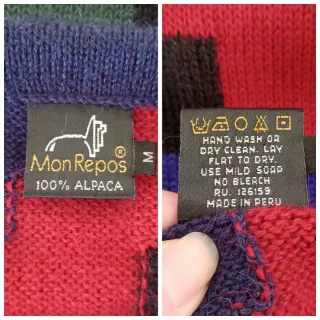 MonRepos®
100% ALPACA
M
HAND WASH OR
DRY CLEAN. LAY
FLAT TO DRY.
USE MILD SOAP
NO BLEACH
RU. 126159
MADE IN PERU